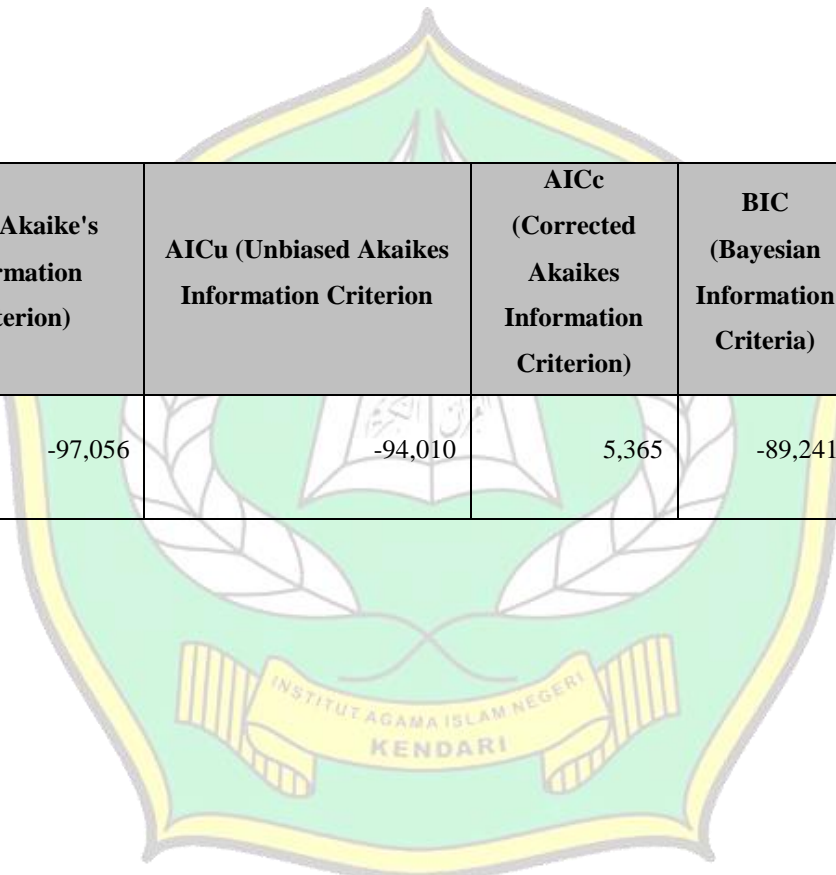 Akaike's
rmation
terion)
AICu (Unbiased Akaikes
Information Criterion
AICc
(Corrected
Akaikes
Information
Criterion)
BIC
(Bayesian
Information
Criteria)
-97,056
-94,010
5,365
-89,241
INSTITUT AGAMA ISLAM NEGERI
KENDARI